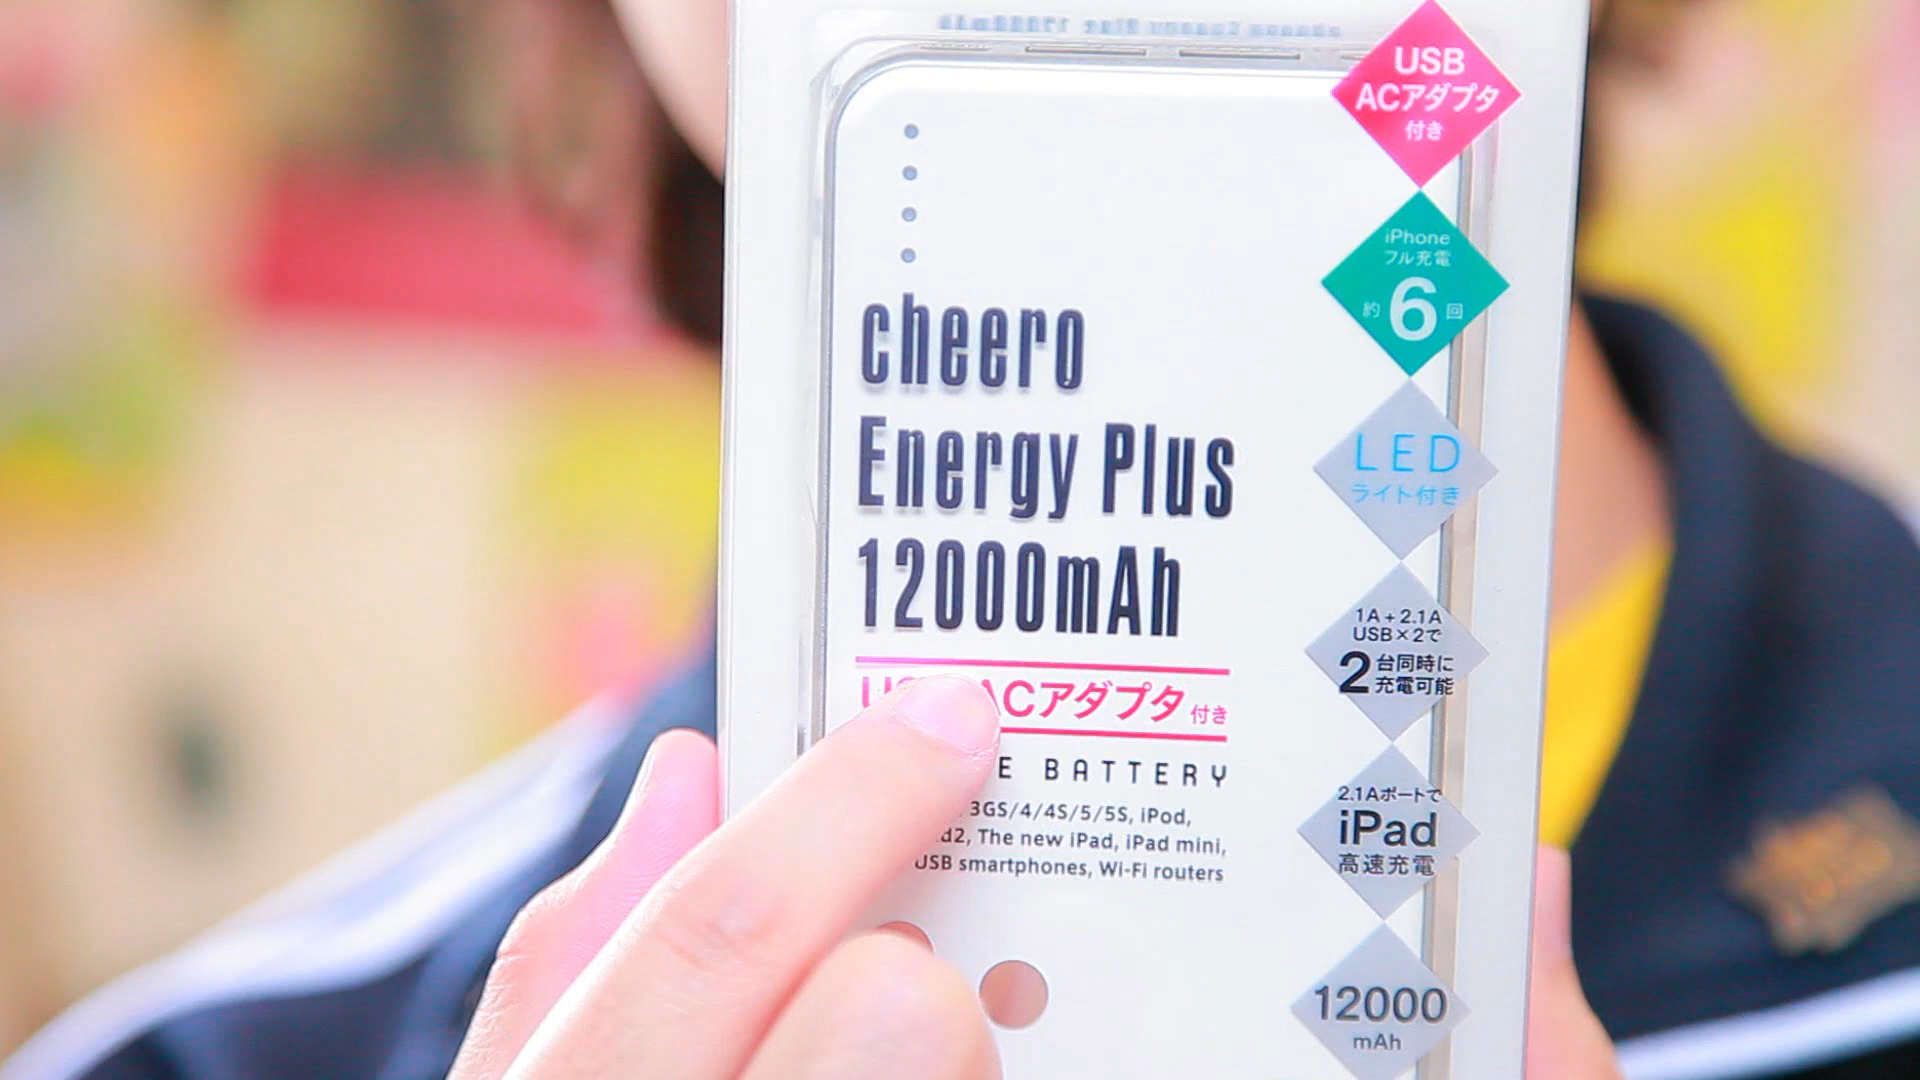 cheero
Energy Plus
12000mAh
ACアダプタ 付き
BATTERY
3GS/4/4S/5/5S, iPod,
The new iPad, iPad mini,
USB smartphones, Wi-Fi routers
USB
ACアダプタ
付き
iPhone
フル充電
約6回
LED
ライト付き
1A+2.1A
USB×2で
2台同時に
充電可能
2.1Aポートで
iPad
高速充電
12000
mAh